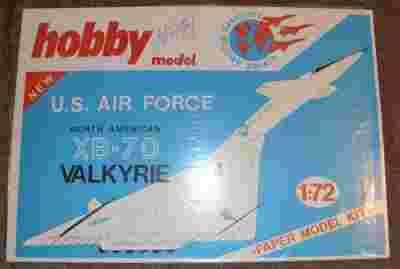 hobby
model
NEW
U.S. AIR FORCE
NORTH AMERICAN
XB-70
VALKYRIE
1:72
PAPER MODEL KIT